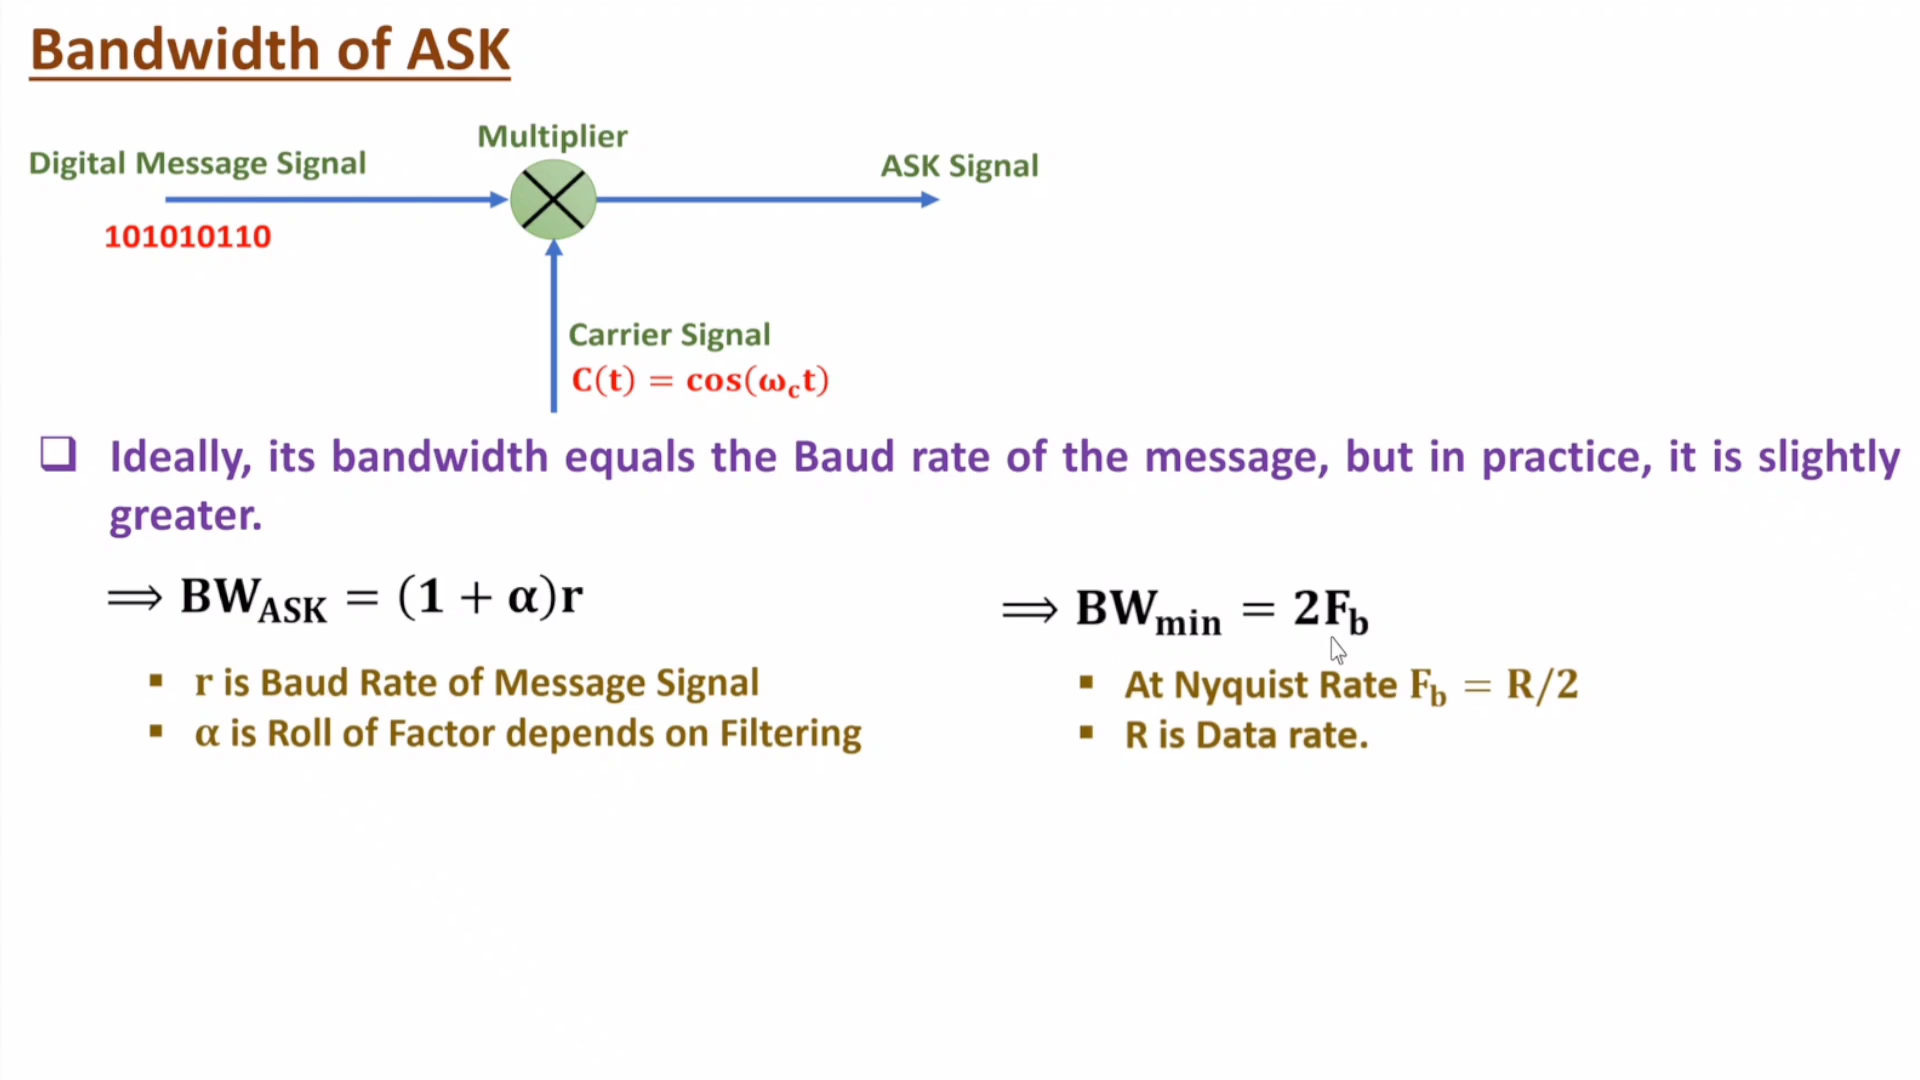 Bandwidth of ASK
Multiplier
Digital Message Signal
ASK Signal
101010110
Carrier Signal
C(t) = cos(ω_c t)
❑ Ideally, its bandwidth equals the Baud rate of the message, but in practice, it is slightly
greater.
⟹ BW_ASK = (1 + α)r
▪ r is Baud Rate of Message Signal
▪ α is Roll of Factor depends on Filtering
⟹ BW_min = 2F_b
▪ At Nyquist Rate F_b = R/2
▪ R is Data rate.